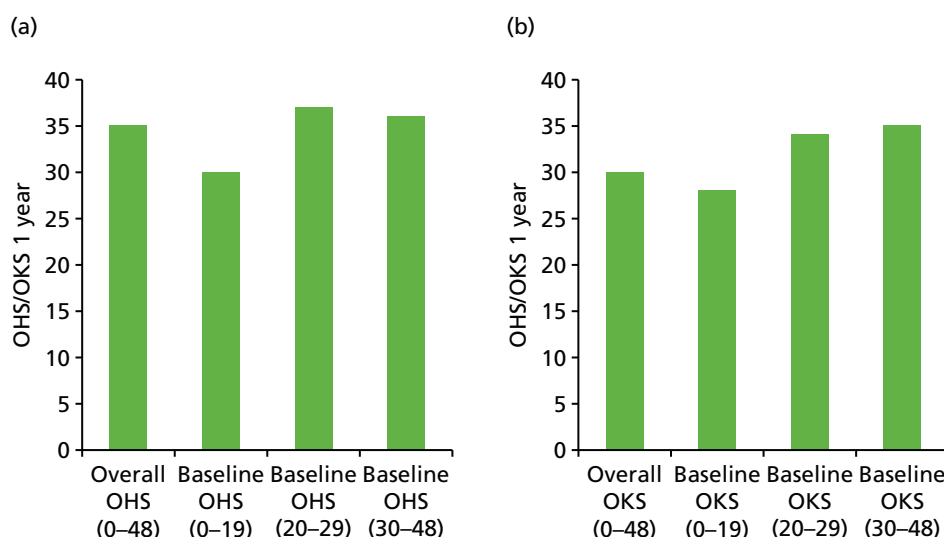 (a)
OHS/OKS 1 year
40
35
30
25
20
15
10
5
0
Overall OHS (0–48)
Baseline OHS (0–19)
Baseline OHS (20–29)
Baseline OHS (30–48)
(b)
OHS/OKS 1 year
40
35
30
25
20
15
10
5
0
Overall OKS (0–48)
Baseline OKS (0–19)
Baseline OKS (20–29)
Baseline OKS (30–48)